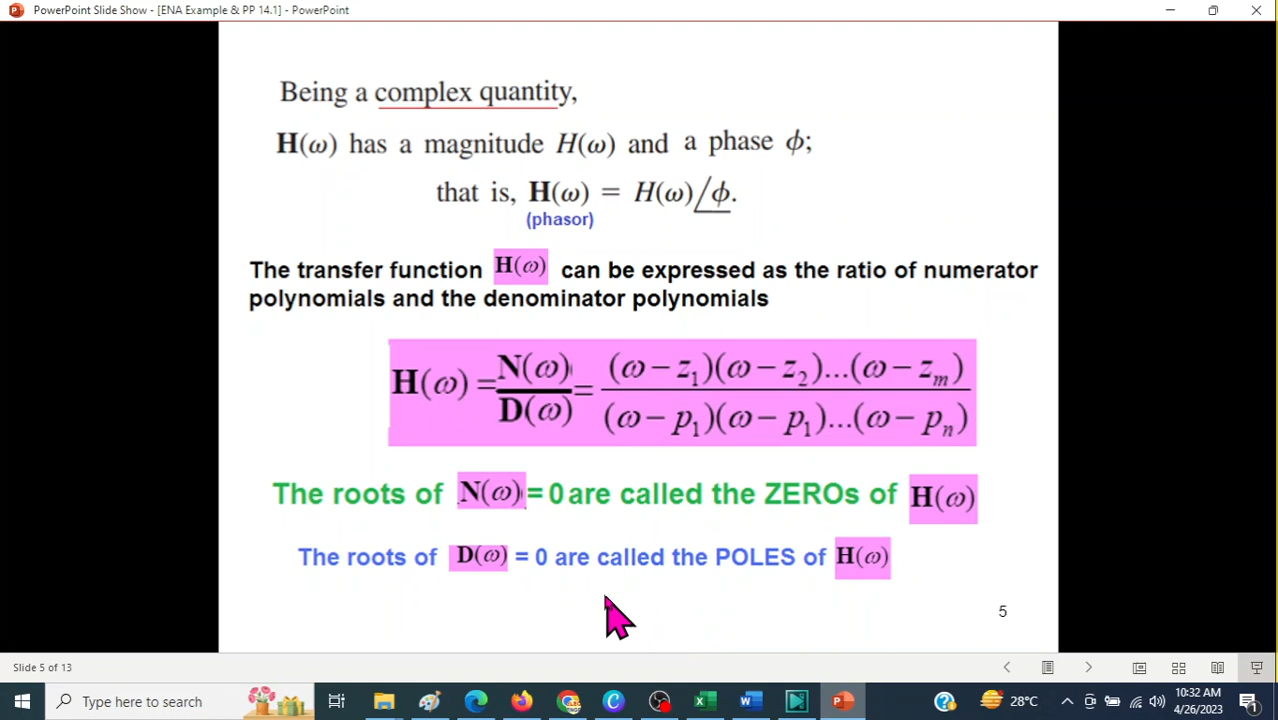 PowerPoint Slide Show - [ENA Example & PP 14.1] - PowerPoint
Being a complex quantity,
H(ω) has a magnitude H(ω) and a phase ϕ;
that is, H(ω) = H(ω)/ϕ.
(phasor)
The transfer function H(ω) can be expressed as the ratio of numerator
polynomials and the denominator polynomials
H(ω) = N(ω)/D(ω) = (ω − z₁)(ω − z₂)...(ω − zₘ) / (ω − p₁)(ω − p₁)...(ω − pₙ)
The roots of N(ω) = 0 are called the ZEROs of H(ω)
The roots of D(ω) = 0 are called the POLES of H(ω)
5
Slide 5 of 13
Type here to search
28°C
10:32 AM
4/26/2023
1